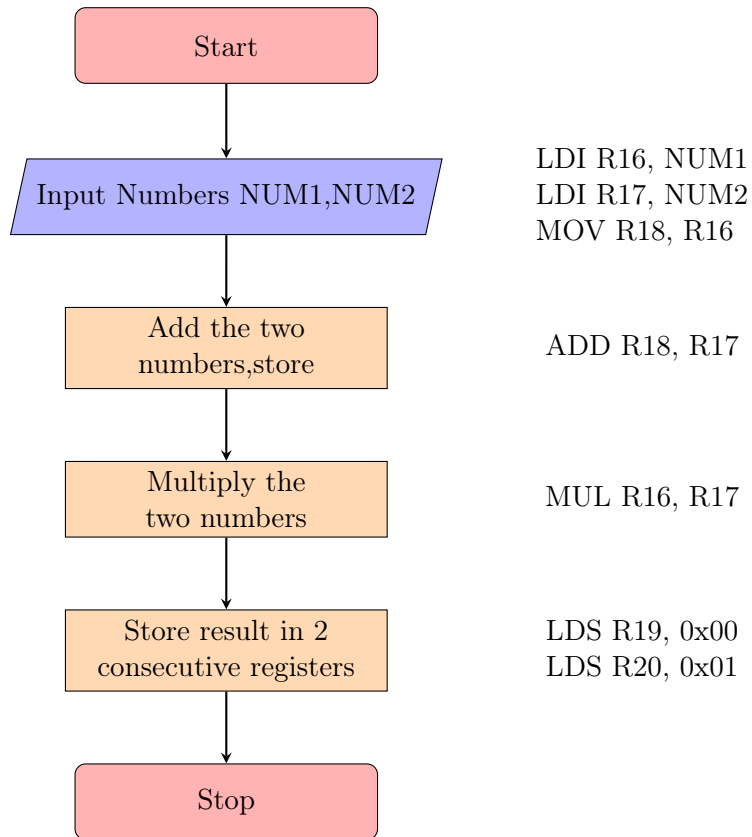 Start
Input Numbers NUM1,NUM2
LDI R16, NUM1
LDI R17, NUM2
MOV R18, R16
Add the two
numbers,store
ADD R18, R17
Multiply the
two numbers
MUL R16, R17
Store result in 2
consecutive registers
LDS R19, 0x00
LDS R20, 0x01
Stop